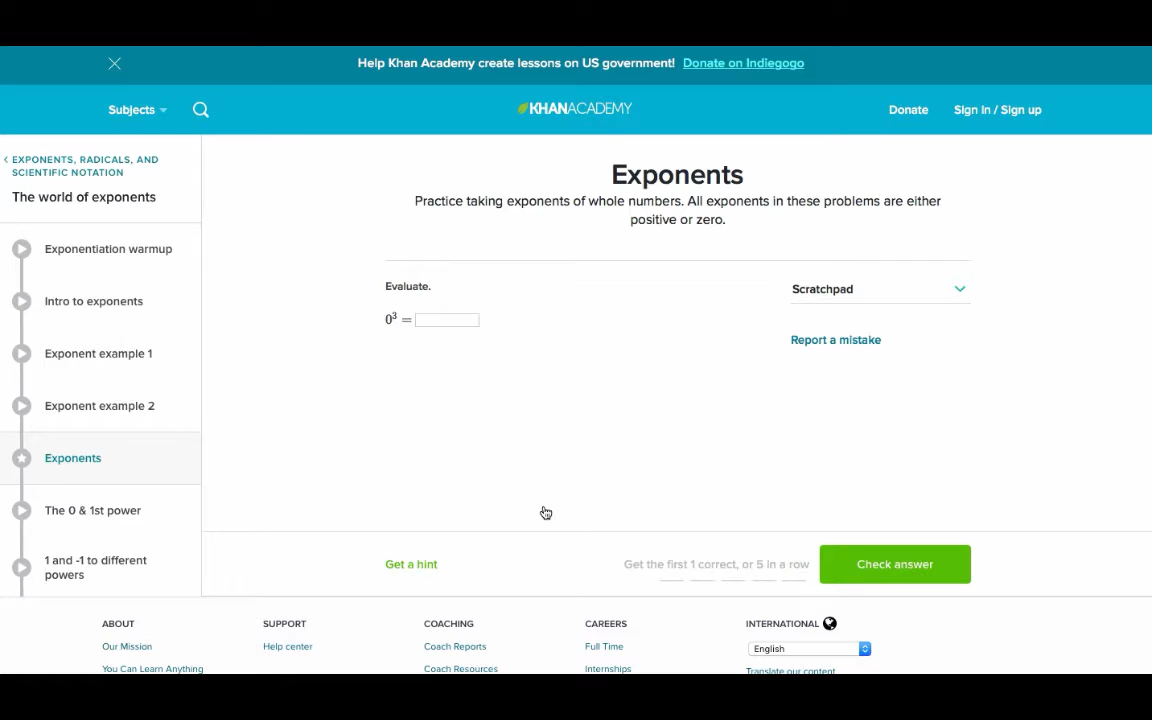 Help Khan Academy create lessons on US government! Donate on Indiegogo
Subjects
KHANACADEMY
Donate
Sign In / Sign up
EXPONENTS, RADICALS, AND
SCIENTIFIC NOTATION
The world of exponents
Exponentiation warmup
Intro to exponents
Exponent example 1
Exponent example 2
Exponents
The 0 & 1st power
1 and -1 to different
powers
Exponents
Practice taking exponents of whole numbers. All exponents in these problems are either
positive or zero.
Evaluate.
0³ =
Scratchpad
Report a mistake
Get a hint
Get the first 1 correct, or 5 in a row
Check answer
ABOUT
Our Mission
You Can Learn Anything
SUPPORT
Help center
COACHING
Coach Reports
Coach Resources
CAREERS
Full Time
Internships
INTERNATIONAL
English
Translate our content